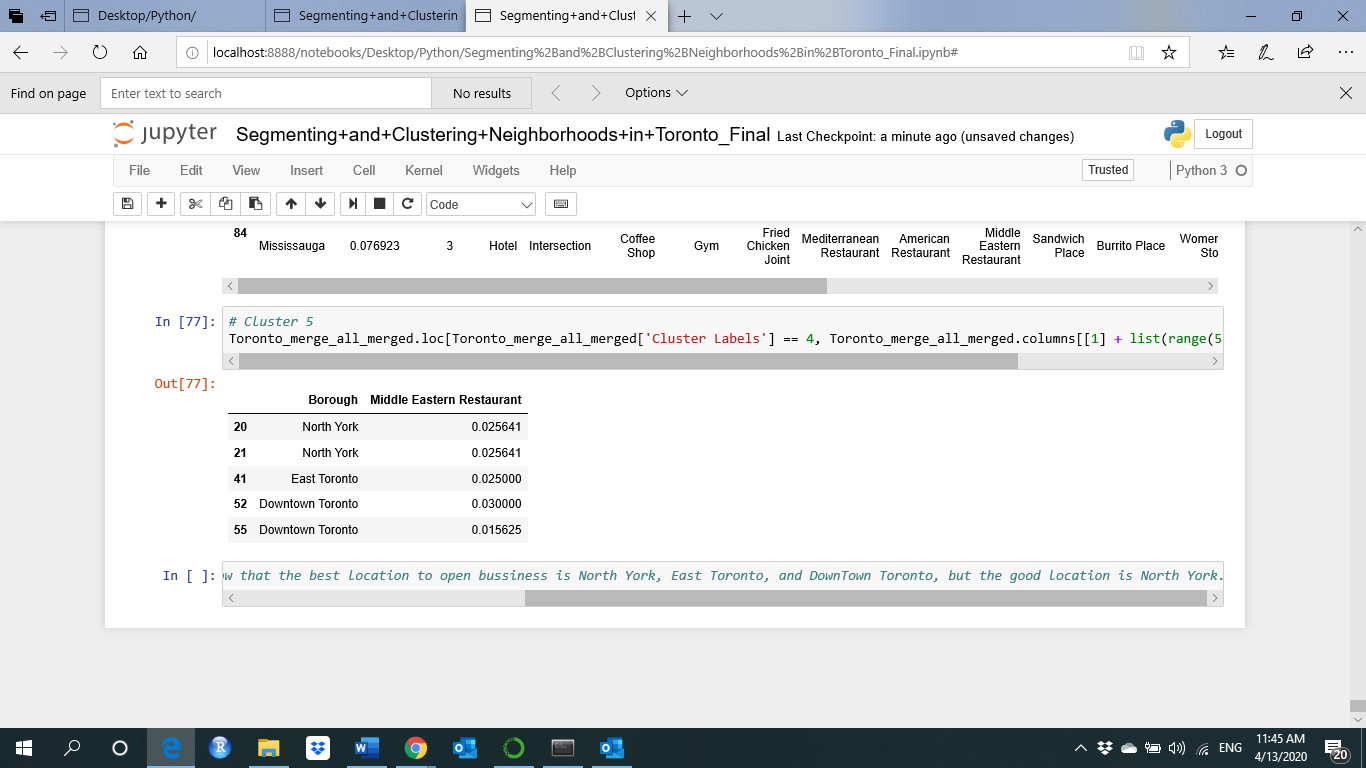 Desktop/Python/
Segmenting+and+Clusterin
Segmenting+and+Clust
localhost:8888/notebooks/Desktop/Python/Segmenting%2Band%2BClustering%2BNeighborhoods%2Bin%2BToronto_Final.ipynb#
Find on page
Enter text to search
No results
Options
jupyter
Segmenting+and+Clustering+Neighborhoods+in+Toronto_Final
Last Checkpoint: a minute ago (unsaved changes)
Logout
File Edit View Insert Cell Kernel Widgets Help
Trusted
Python 3
Code
84 Mississauga 0.076923 3 Hotel Intersection Coffee Shop Gym Fried Chicken Joint Mediterranean Restaurant American Restaurant Middle Eastern Restaurant Sandwich Place Burrito Place Womer Sto
In [77]: # Cluster 5
Toronto_merge_all_merged.loc[Toronto_merge_all_merged['Cluster Labels'] == 4, Toronto_merge_all_merged.columns[[1] + list(range(5
Out[77]:
Borough Middle Eastern Restaurant
20 North York 0.025641
21 North York 0.025641
41 East Toronto 0.025000
52 Downtown Toronto 0.030000
55 Downtown Toronto 0.015625
In [ ]: w that the best location to open bussiness is North York, East Toronto, and DownTown Toronto, but the good location is North York.
ENG
11:45 AM
4/13/2020
20